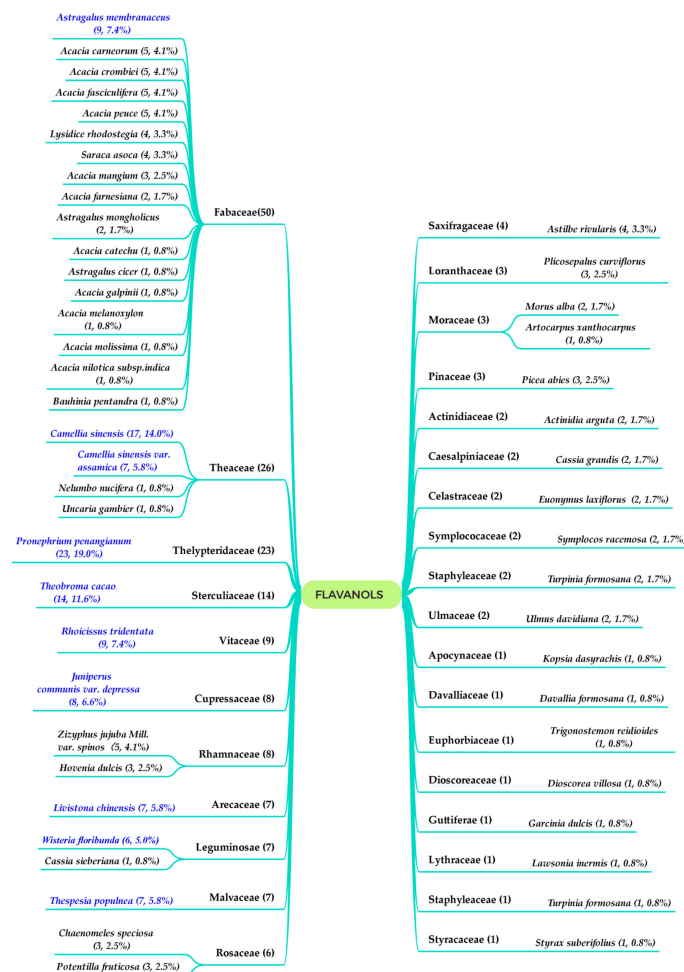 Astragalus membranaceus
(9, 7.4%)
Acacia carneorum (5, 4.1%)
Acacia crombiei (5, 4.1%)
Acacia fasciculifera (5, 4.1%)
Acacia peuce (5, 4.1%)
Lysidice rhodostegia (4, 3.3%)
Saraca asoca (4, 3.3%)
Acacia mangium (3, 2.5%)
Acacia farnesiana (2, 1.7%)
Astragalus mongholicus
(2, 1.7%)
Acacia catechu (1, 0.8%)
Astragalus cicer (1, 0.8%)
Acacia galpinii (1, 0.8%)
Acacia melanoxylon
(1, 0.8%)
Acacia molissima (1, 0.8%)
Acacia nilotica subsp.indica
(1, 0.8%)
Bauhinia pentandra (1, 0.8%)
Fabaceae(50)
Camellia sinensis (17, 14.0%)
Camellia sinensis var.
assamica (7, 5.8%)
Nelumbo nucifera (1, 0.8%)
Uncaria gambier (1, 0.8%)
Theaceae (26)
Pronephrium penangianum
(23, 19.0%)
Thelypteridaceae (23)
Theobroma cacao
(14, 11.6%)
Sterculiaceae (14)
Rhoicissus tridentata
(9, 7.4%)
Vitaceae (9)
Juniperus
communis var. depressa
(8, 6.6%)
Cupressaceae (8)
Zizyphus jujuba Mill.
var. spinos (5, 4.1%)
Hovenia dulcis (3, 2.5%)
Rhamnaceae (8)
Livistona chinensis (7, 5.8%)
Arecaceae (7)
Wisteria floribunda (6, 5.0%)
Cassia sieberiana (1, 0.8%)
Leguminosae (7)
Thespesia populnea (7, 5.8%)
Malvaceae (7)
Chaenomeles speciosa
(3, 2.5%)
Potentilla fruticosa (3, 2.5%)
Rosaceae (6)
FLAVANOLS
Saxifragaceae (4)
Astilbe rivularis (4, 3.3%)
Loranthaceae (3)
Plicosepalus curviflorus
(3, 2.5%)
Moraceae (3)
Morus alba (2, 1.7%)
Artocarpus xanthocarpus
(1, 0.8%)
Pinaceae (3)
Picea abies (3, 2.5%)
Actinidiaceae (2)
Actinidia arguta (2, 1.7%)
Caesalpiniaceae (2)
Cassia grandis (2, 1.7%)
Celastraceae (2)
Euonymus laxiflorus (2, 1.7%)
Symplococaceae (2)
Symplocos racemosa (2, 1.7%
Staphyleaceae (2)
Turpinia formosana (2, 1.7%)
Ulmaceae (2)
Ulmus davidiana (2, 1.7%)
Apocynaceae (1)
Kopsia dasyrachis (1, 0.8%)
Davalliaceae (1)
Davallia formosana (1, 0.8%)
Euphorbiaceae (1)
Trigonostemon reidioides
(1, 0.8%)
Dioscoreaceae (1)
Dioscorea villosa (1, 0.8%)
Guttiferae (1)
Garcinia dulcis (1, 0.8%)
Lythraceae (1)
Lawsonia inermis (1, 0.8%)
Staphyleaceae (1)
Turpinia formosana (1, 0.8%)
Styracaceae (1)
Styrax suberifolius (1, 0.8%)